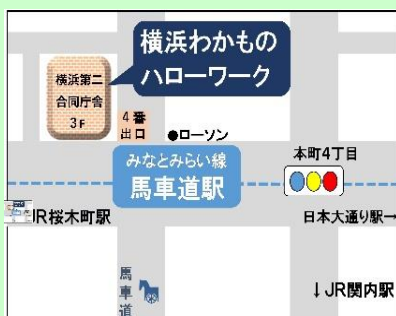 横浜わかもの
ハローワーク
横浜第二
合同庁舎
3F
4番
出口
●ローソン
本町4丁目
みなとみらい線
馬車道駅
JR桜木町駅
日本大通り駅→
馬車道
↓JR関内駅